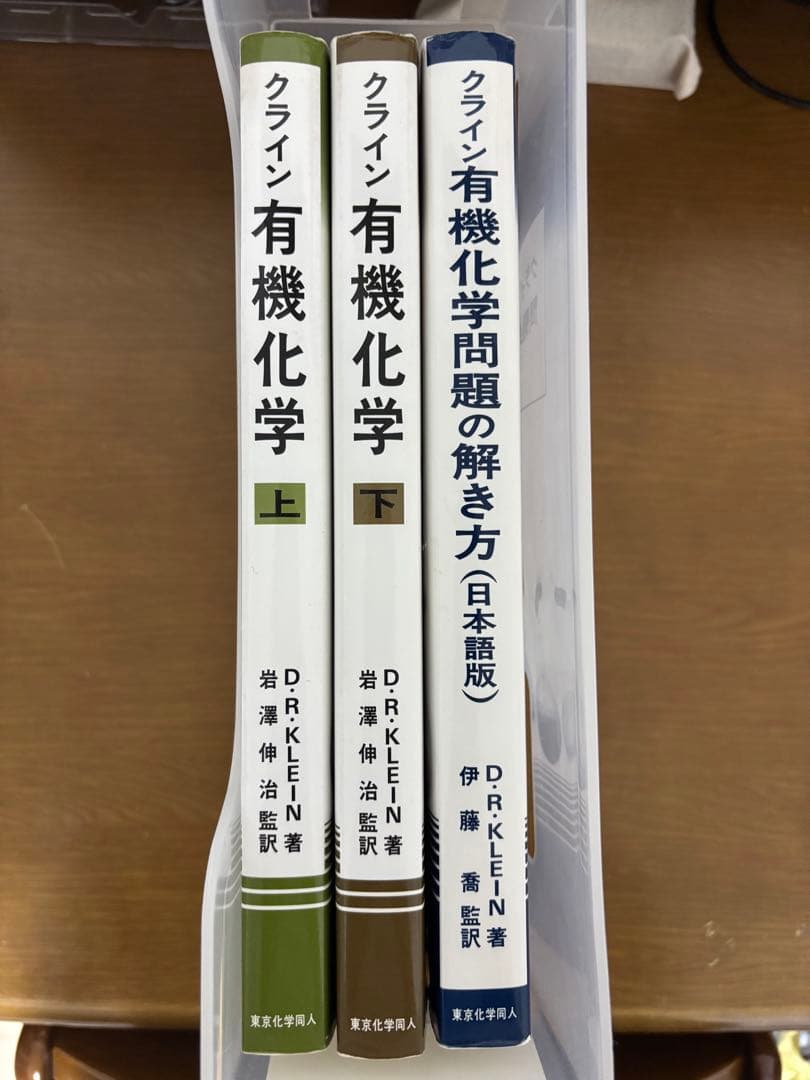 クライン
有機化学
上
D・R・KLEIN 著
岩澤伸治 監訳
東京化学同人
クライン
有機化学
下
D・R・KLEIN 著
岩澤伸治 監訳
東京化学同人
クライン有機化学問題の解き方(日本語版)
D・R・KLEIN 著
伊藤 喬 監訳
東京化学同人